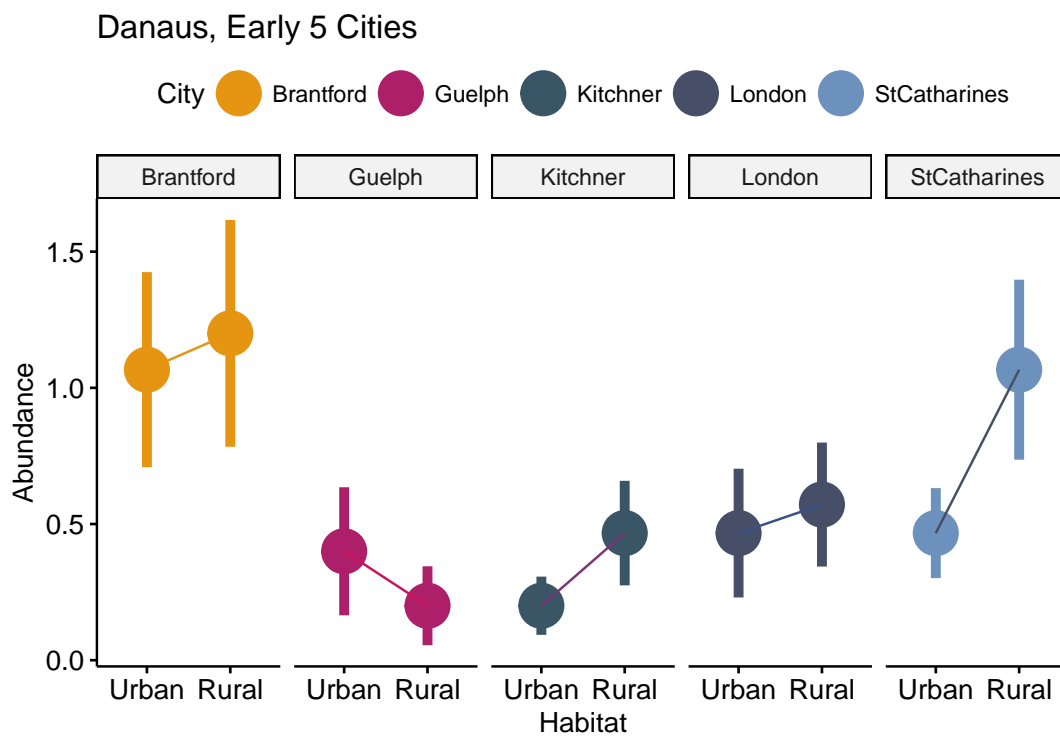 Danaus, Early 5 Cities
City Brantford Guelph Kitchner London StCatharines
Brantford Guelph Kitchner London StCatharines
1.5
1.0
0.5
0.0
Abundance
Urban Rural Urban Rural Urban Rural Urban Rural Urban Rural
Habitat